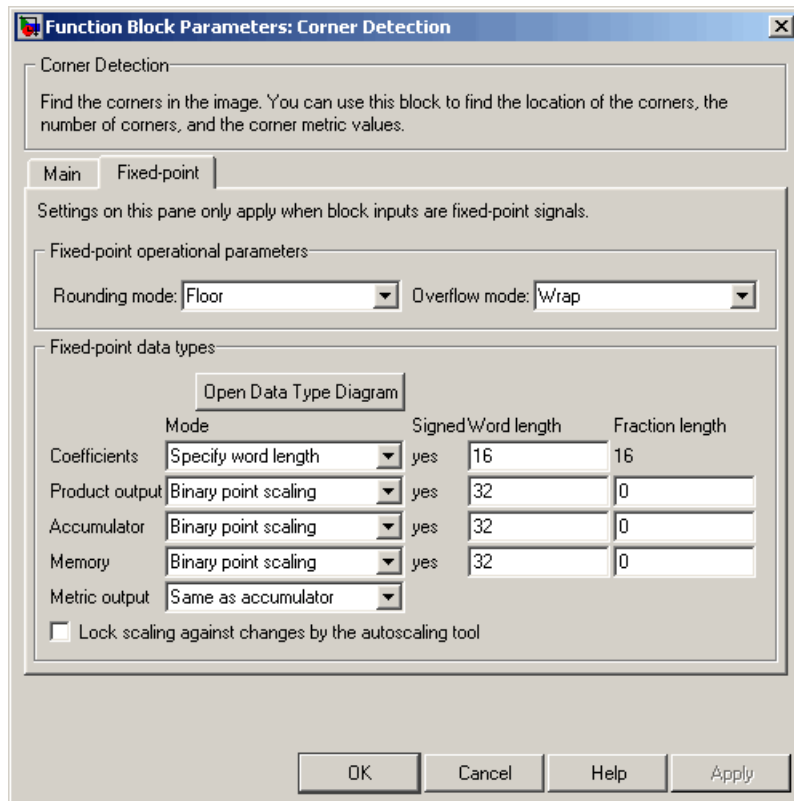 Function Block Parameters: Corner Detection
Corner Detection
Find the corners in the image. You can use this block to find the location of the corners, the
number of corners, and the corner metric values.
Main Fixed-point
Settings on this pane only apply when block inputs are fixed-point signals.
Fixed-point operational parameters
Rounding mode: Floor Overflow mode: Wrap
Fixed-point data types
Open Data Type Diagram
Mode Signed Word length Fraction length
Coefficients Specify word length yes 16 16
Product output Binary point scaling yes 32 0
Accumulator Binary point scaling yes 32 0
Memory Binary point scaling yes 32 0
Metric output Same as accumulator
Lock scaling against changes by the autoscaling tool
OK Cancel Help Apply